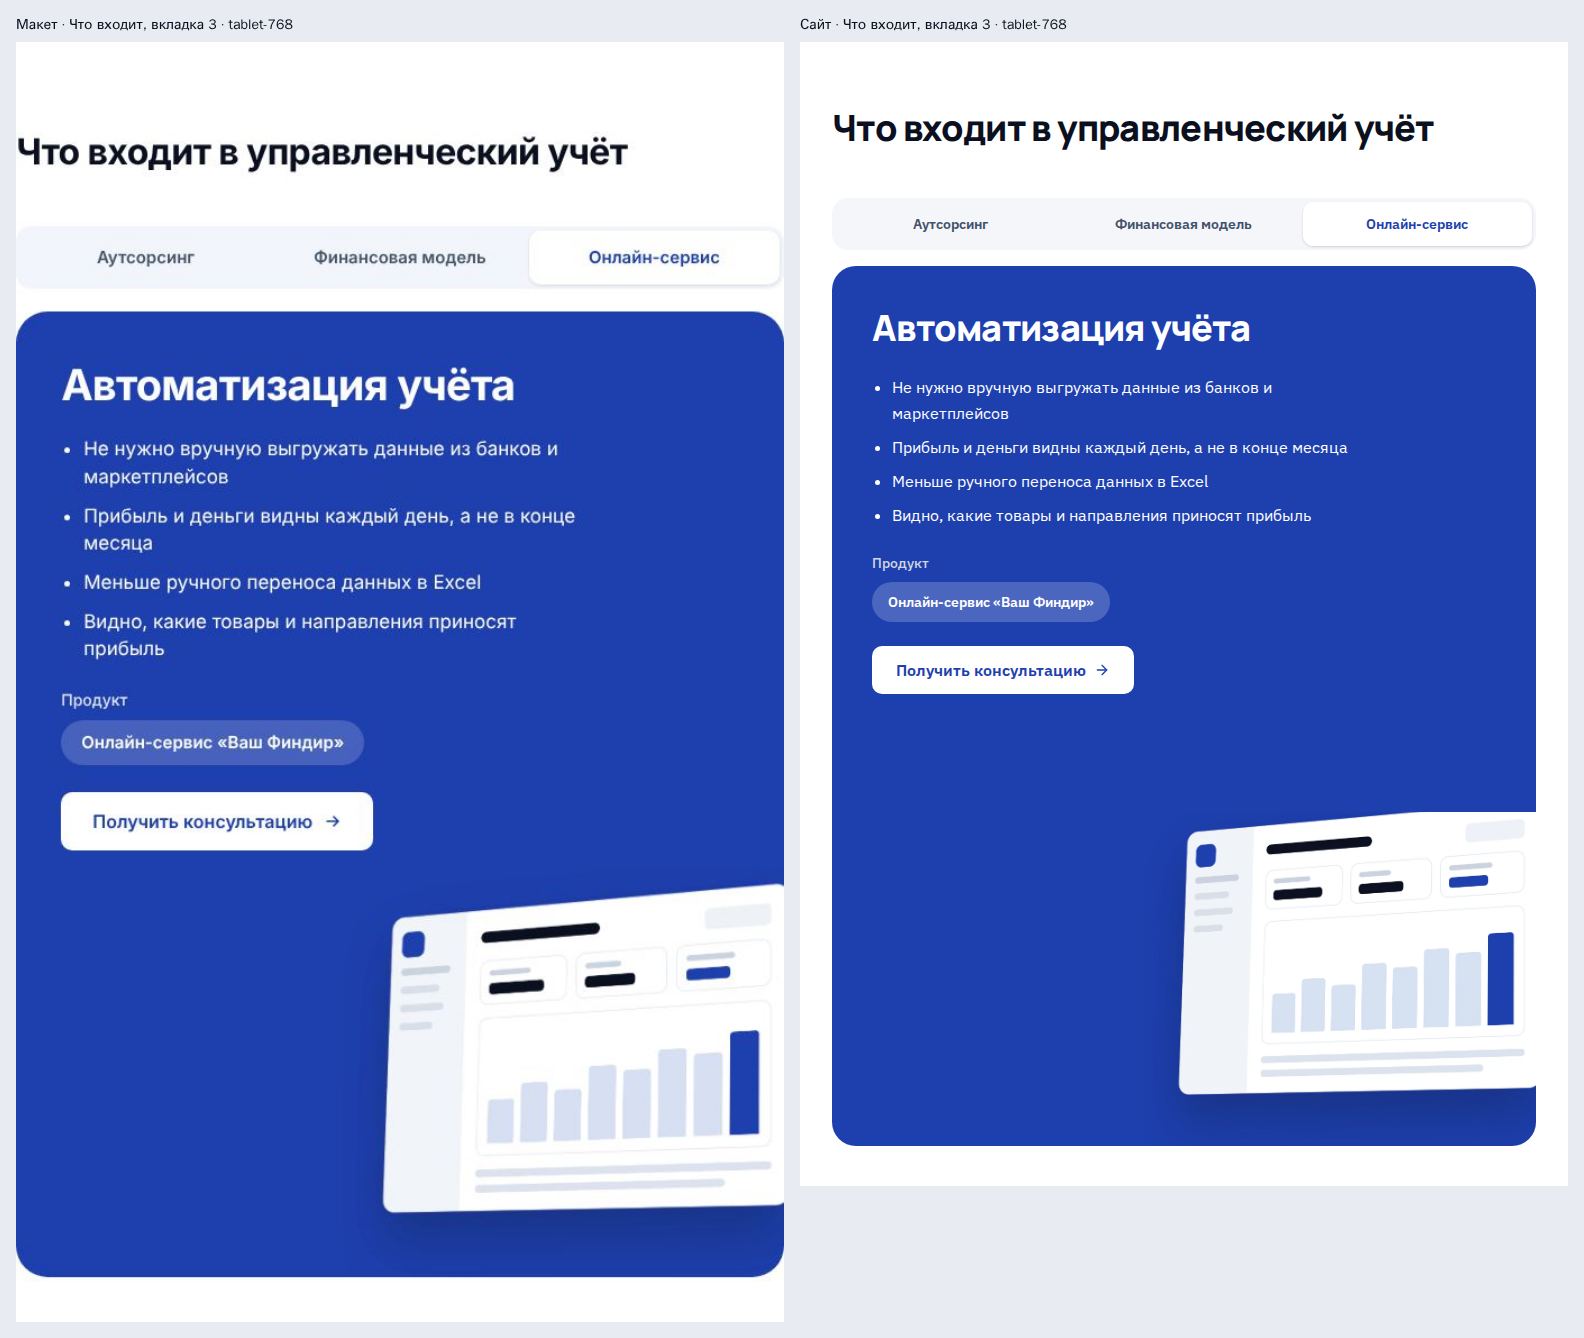 Макет · Что входит, вкладка 3 · tablet-768
Что входит в управленческий учёт
Аутсорсинг
Финансовая модель
Онлайн-сервис
Автоматизация учёта
• Не нужно вручную выгружать данные из банков и
маркетплейсов
• Прибыль и деньги видны каждый день, а не в конце
месяца
• Меньше ручного переноса данных в Excel
• Видно, какие товары и направления приносят
прибыль
Продукт
Онлайн-сервис «Ваш Финдир»
Получить консультацию →
Сайт · Что входит, вкладка 3 · tablet-768
Что входит в управленческий учёт
Аутсорсинг
Финансовая модель
Онлайн-сервис
Автоматизация учёта
• Не нужно вручную выгружать данные из банков и
маркетплейсов
• Прибыль и деньги видны каждый день, а не в конце месяца
• Меньше ручного переноса данных в Excel
• Видно, какие товары и направления приносят прибыль
Продукт
Онлайн-сервис «Ваш Финдир»
Получить консультацию →